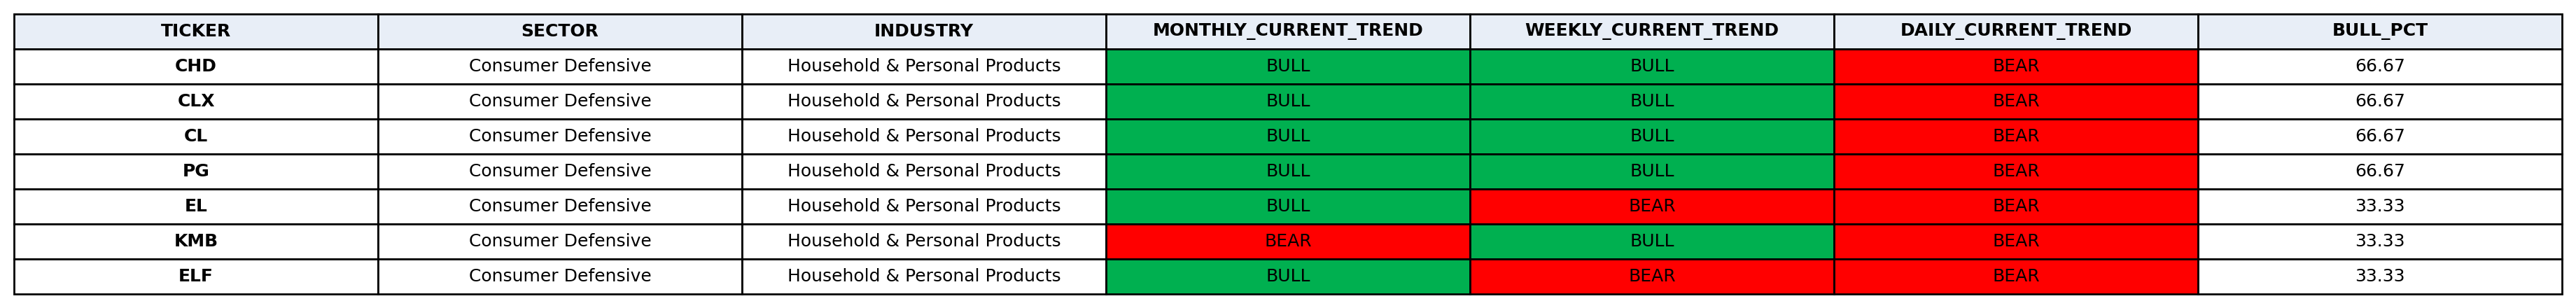 TICKER SECTOR INDUSTRY MONTHLY_CURRENT_TREND WEEKLY_CURRENT_TREND DAILY_CURRENT_TREND BULL_PCT
CHD Consumer Defensive Household & Personal Products BULL BULL BEAR 66.67
CLX Consumer Defensive Household & Personal Products BULL BULL BEAR 66.67
CL Consumer Defensive Household & Personal Products BULL BULL BEAR 66.67
PG Consumer Defensive Household & Personal Products BULL BULL BEAR 66.67
EL Consumer Defensive Household & Personal Products BULL BEAR BEAR 33.33
KMB Consumer Defensive Household & Personal Products BEAR BULL BEAR 33.33
ELF Consumer Defensive Household & Personal Products BULL BEAR BEAR 33.33